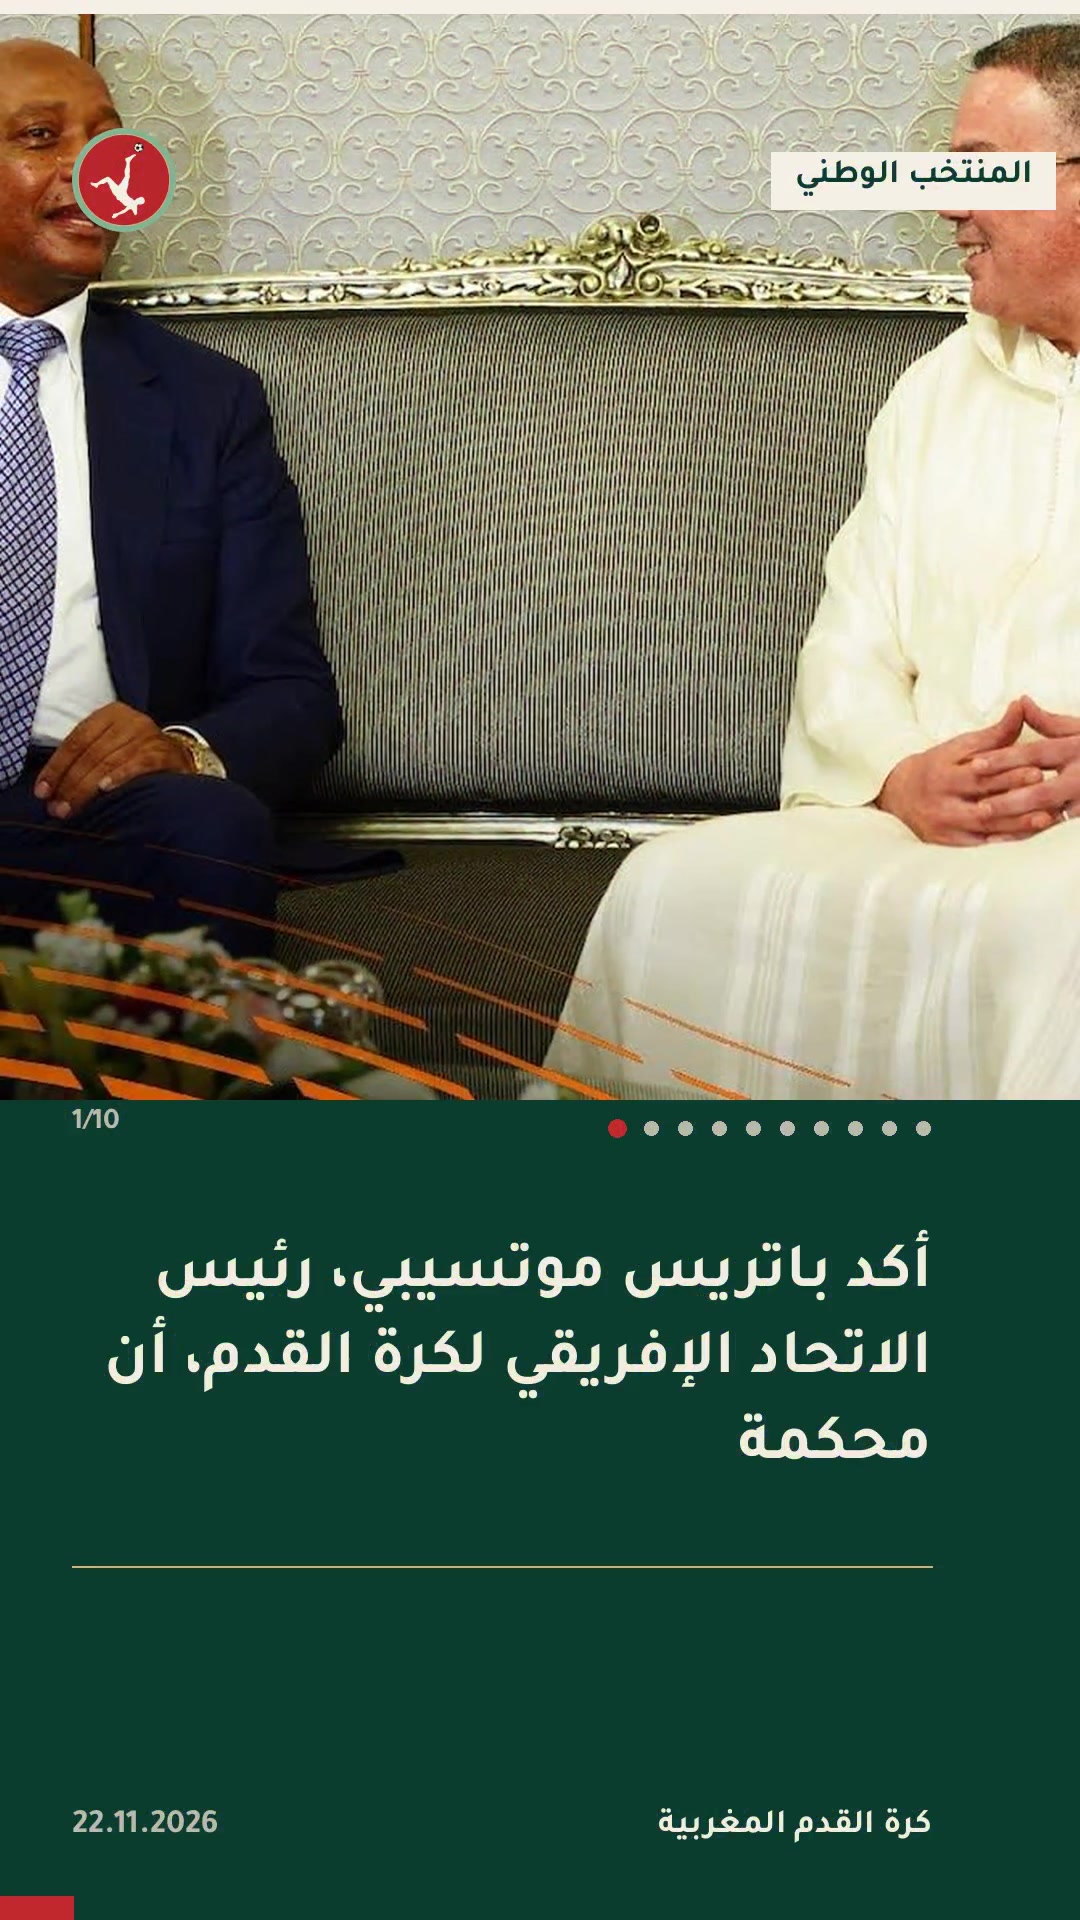 المنتخب الوطني
1/10
أكد باتريس موتسيبي، رئيس
الاتحاد الإفريقي لكرة القدم، أن
محكمة
كرة القدم المغربية
22.11.2026